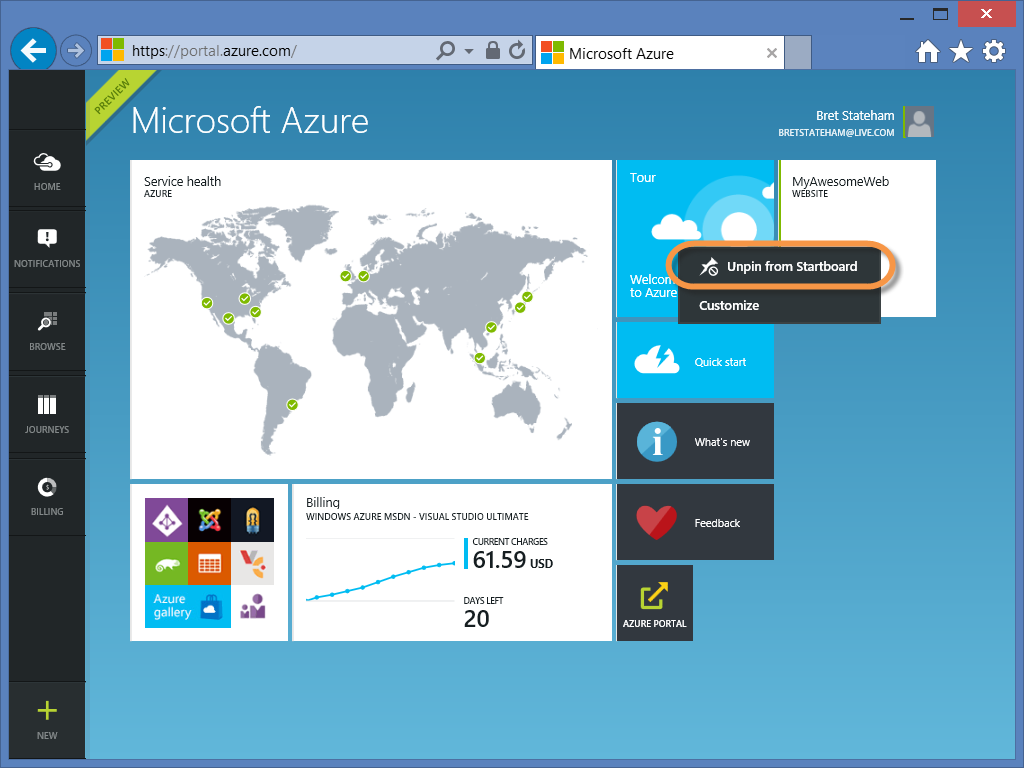 https://portal.azure.com/
Microsoft Azure
PREVIEW
Microsoft Azure
Bret Stateham
BRETSTATEHAM@LIVE.COM
HOME
NOTIFICATIONS
BROWSE
JOURNEYS
BILLING
NEW
Service health
AZURE
Tour
Welcom
to Azure
MyAwesomeWeb
WEBSITE
Unpin from Startboard
Customize
Quick start
What's new
Feedback
AZURE PORTAL
Azure
gallery
Billing
WINDOWS AZURE MSDN - VISUAL STUDIO ULTIMATE
CURRENT CHARGES
61.59 USD
DAYS LEFT
20